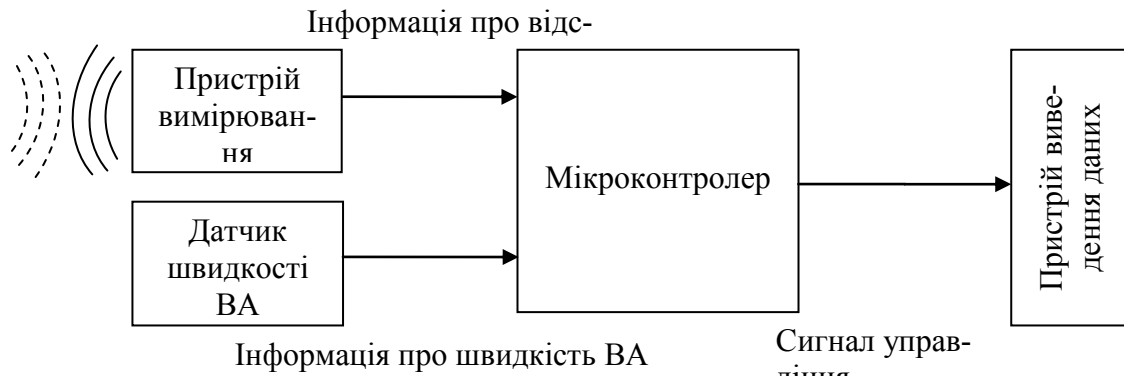 Інформація про відс-
Пристрій
вимірюван-
ня
Мікроконтролер
Пристрій виве-
дення даних
Датчик
швидкості
ВА
Інформація про швидкість ВА
Сигнал управ-
ління